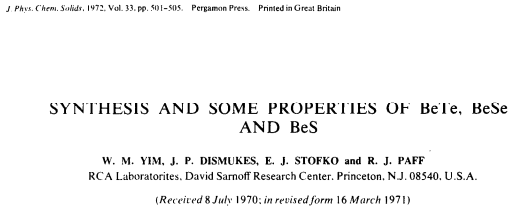 J. Phys. Chem. Solids, 1972, Vol. 33, pp. 501-505. Pergamon Press. Printed in Great Britain
SYNTHESIS AND SOME PROPERTIES OF BeTe, BeSe
AND BeS
W. M. YIM, J. P. DISMUKES, E. J. STOFKO and R. J. PAFF
RCA Laboratorites, David Sarnoff Research Center, Princeton, N.J. 08540, U.S.A.
(Received 8 July 1970; in revised form 16 March 1971)